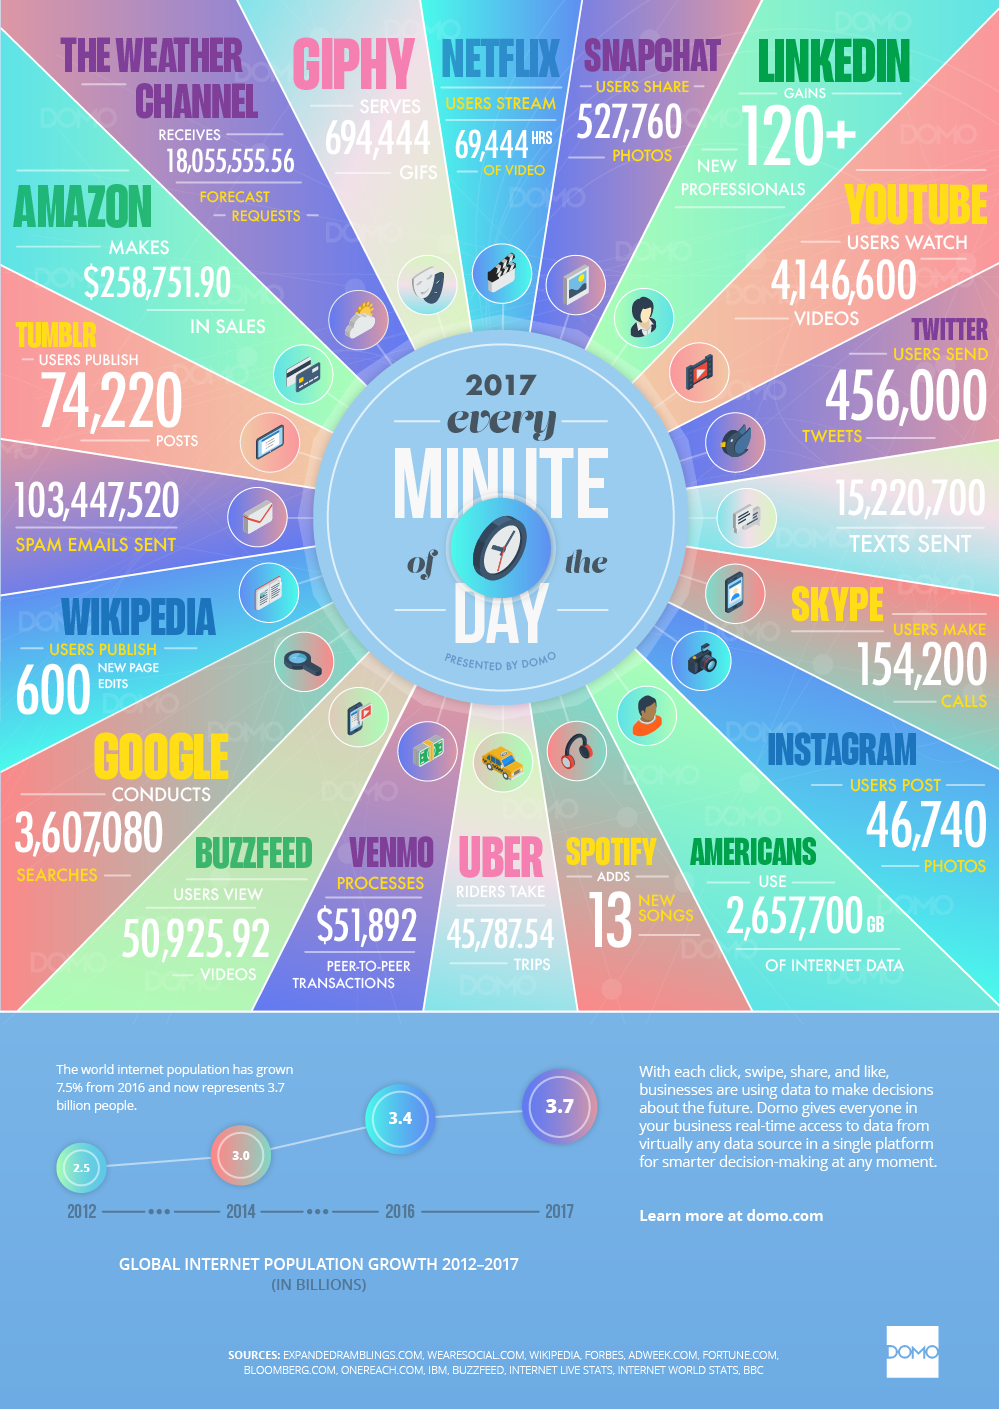 THE WEATHER
CHANNEL
RECEIVES
18,055,555.56
FORECAST
REQUESTS
GIPHY
SERVES
694,444
GIFS
NETFLIX
USERS STREAM
69,444 HRS
OF VIDEO
SNAPCHAT
USERS SHARE
527,760
PHOTOS
LINKEDIN
GAINS
120+
NEW
PROFESSIONALS
AMAZON
MAKES
$258,751.90
IN SALES
YOUTUBE
USERS WATCH
4,146,600
VIDEOS
TUMBLR
USERS PUBLISH
74,220
POSTS
TWITTER
USERS SEND
456,000
TWEETS
2017
every
MINUTE
of the
DAY
PRESENTED BY DOMO
103,447,520
SPAM EMAILS SENT
15,220,700
TEXTS SENT
WIKIPEDIA
USERS PUBLISH
600 NEW PAGE
EDITS
SKYPE
USERS MAKE
154,200
CALLS
GOOGLE
CONDUCTS
3,607,080
SEARCHES
INSTAGRAM
USERS POST
46,740
PHOTOS
BUZZFEED
USERS VIEW
50,925.92
VIDEOS
VENMO
PROCESSES
$51,892
PEER-TO-PEER
TRANSACTIONS
UBER
RIDERS TAKE
45,787.54
TRIPS
SPOTIFY
ADDS
13 NEW
SONGS
AMERICANS
USE
2,657,700 GB
OF INTERNET DATA
The world internet population has grown
7.5% from 2016 and now represents 3.7
billion people.
2.5
3.0
3.4
3.7
2012 2014 2016 2017
GLOBAL INTERNET POPULATION GROWTH 2012–2017
(IN BILLIONS)
With each click, swipe, share, and like,
businesses are using data to make decisions
about the future. Domo gives everyone in
your business real-time access to data from
virtually any data source in a single platform
for smarter decision-making at any moment.
Learn more at domo.com
SOURCES: EXPANDEDRAMBLINGS.COM, WEARESOCIAL.COM, WIKIPEDIA, FORBES, ADWEEK.COM, FORTUNE.COM,
BLOOMBERG.COM, ONEREACH.COM, IBM, BUZZFEED, INTERNET LIVE STATS, INTERNET WORLD STATS, BBC
DOMO